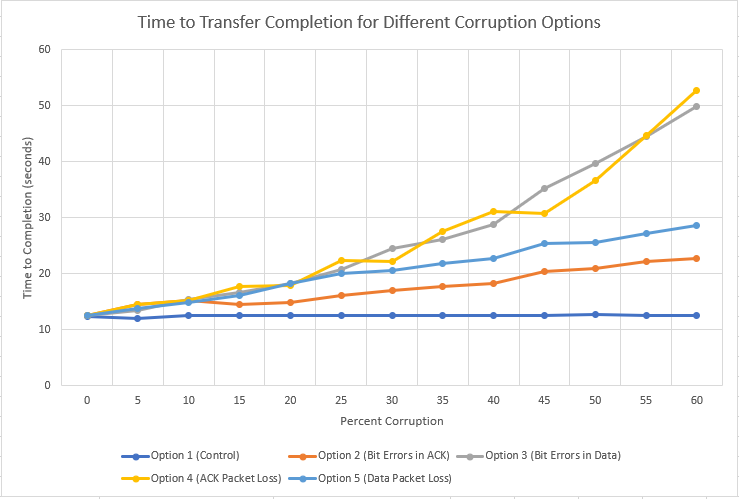 Time to Transfer Completion for Different Corruption Options
60
50
40
30
20
10
0
Time to Completion (seconds)
0 5 10 15 20 25 30 35 40 45 50 55 60
Percent Corruption
Option 1 (Control) Option 2 (Bit Errors in ACK) Option 3 (Bit Errors in Data)
Option 4 (ACK Packet Loss) Option 5 (Data Packet Loss)